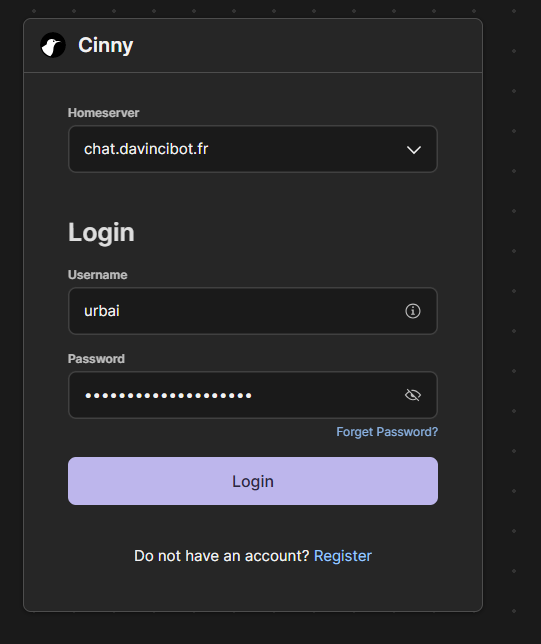 Cinny
Homeserver
chat.davincibot.fr
Login
Username
urbai
Password
••••••••••••••••••••
Forget Password?
Login
Do not have an account? Register